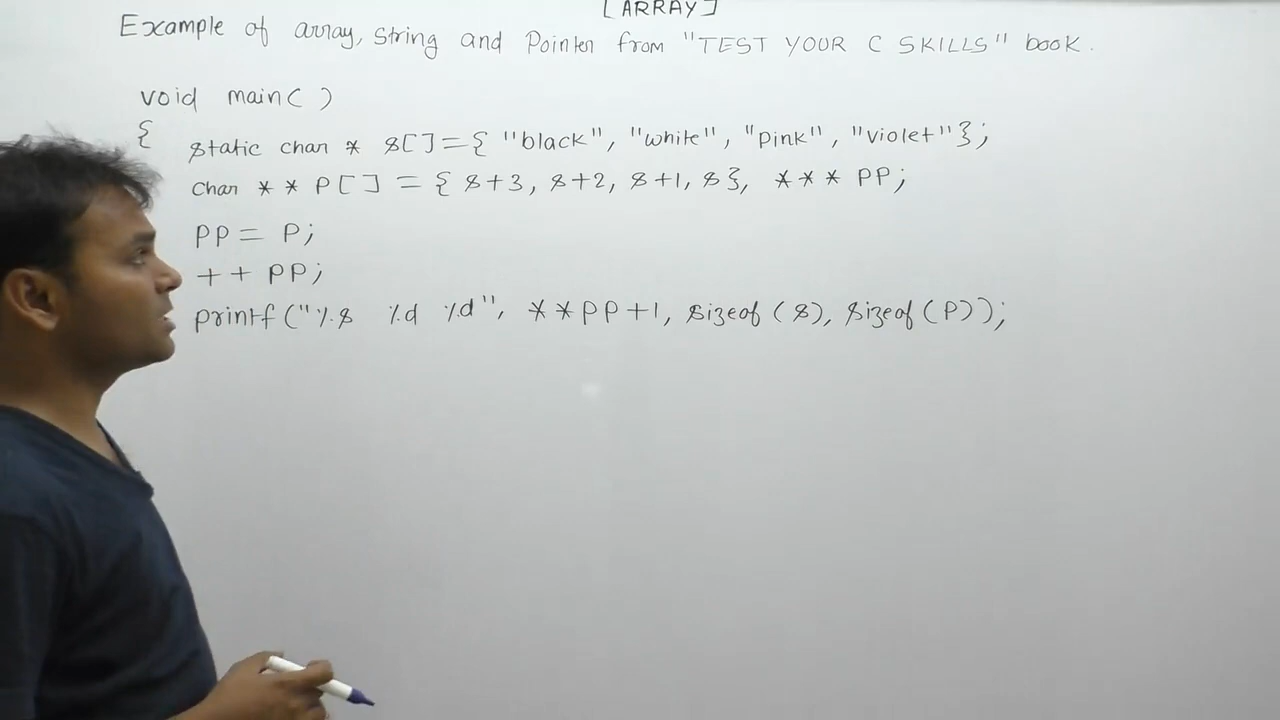 [ARRAY]
Example of array, string and Pointer from "TEST YOUR C SKILLS" book.
void main( )
{
static char * s[]={ "black", "white", "pink", "violet"};
char * * P[] = { s+3, s+2, s+1, s}, * * * PP;
PP = P;
++ PP;
printf ("%s %d %d", **PP+1, sizeof (s), sizeof (P));